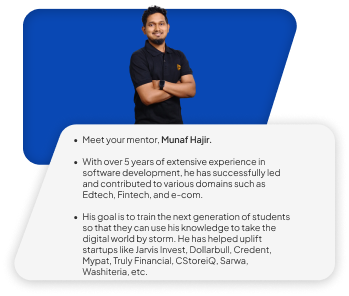 • Meet your mentor, Munaf Hajir.
• With over 5 years of extensive experience in
software development, he has successfully led
and contributed to various domains such as
Edtech, Fintech, and e-com.
• His goal is to train the next generation of students
so that they can use his knowledge to take the
digital world by storm. He has helped uplift
startups like Jarvis Invest, Dollarbull, Credent,
Mypat, Truly Financial, CStoreiQ, Sarwa,
Washiteria, etc.